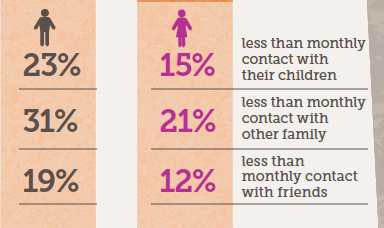 23% 15% less than monthly
contact with
their children
31% 21% less than monthly
contact with
other family
19% 12% less than
monthly contact
with friends